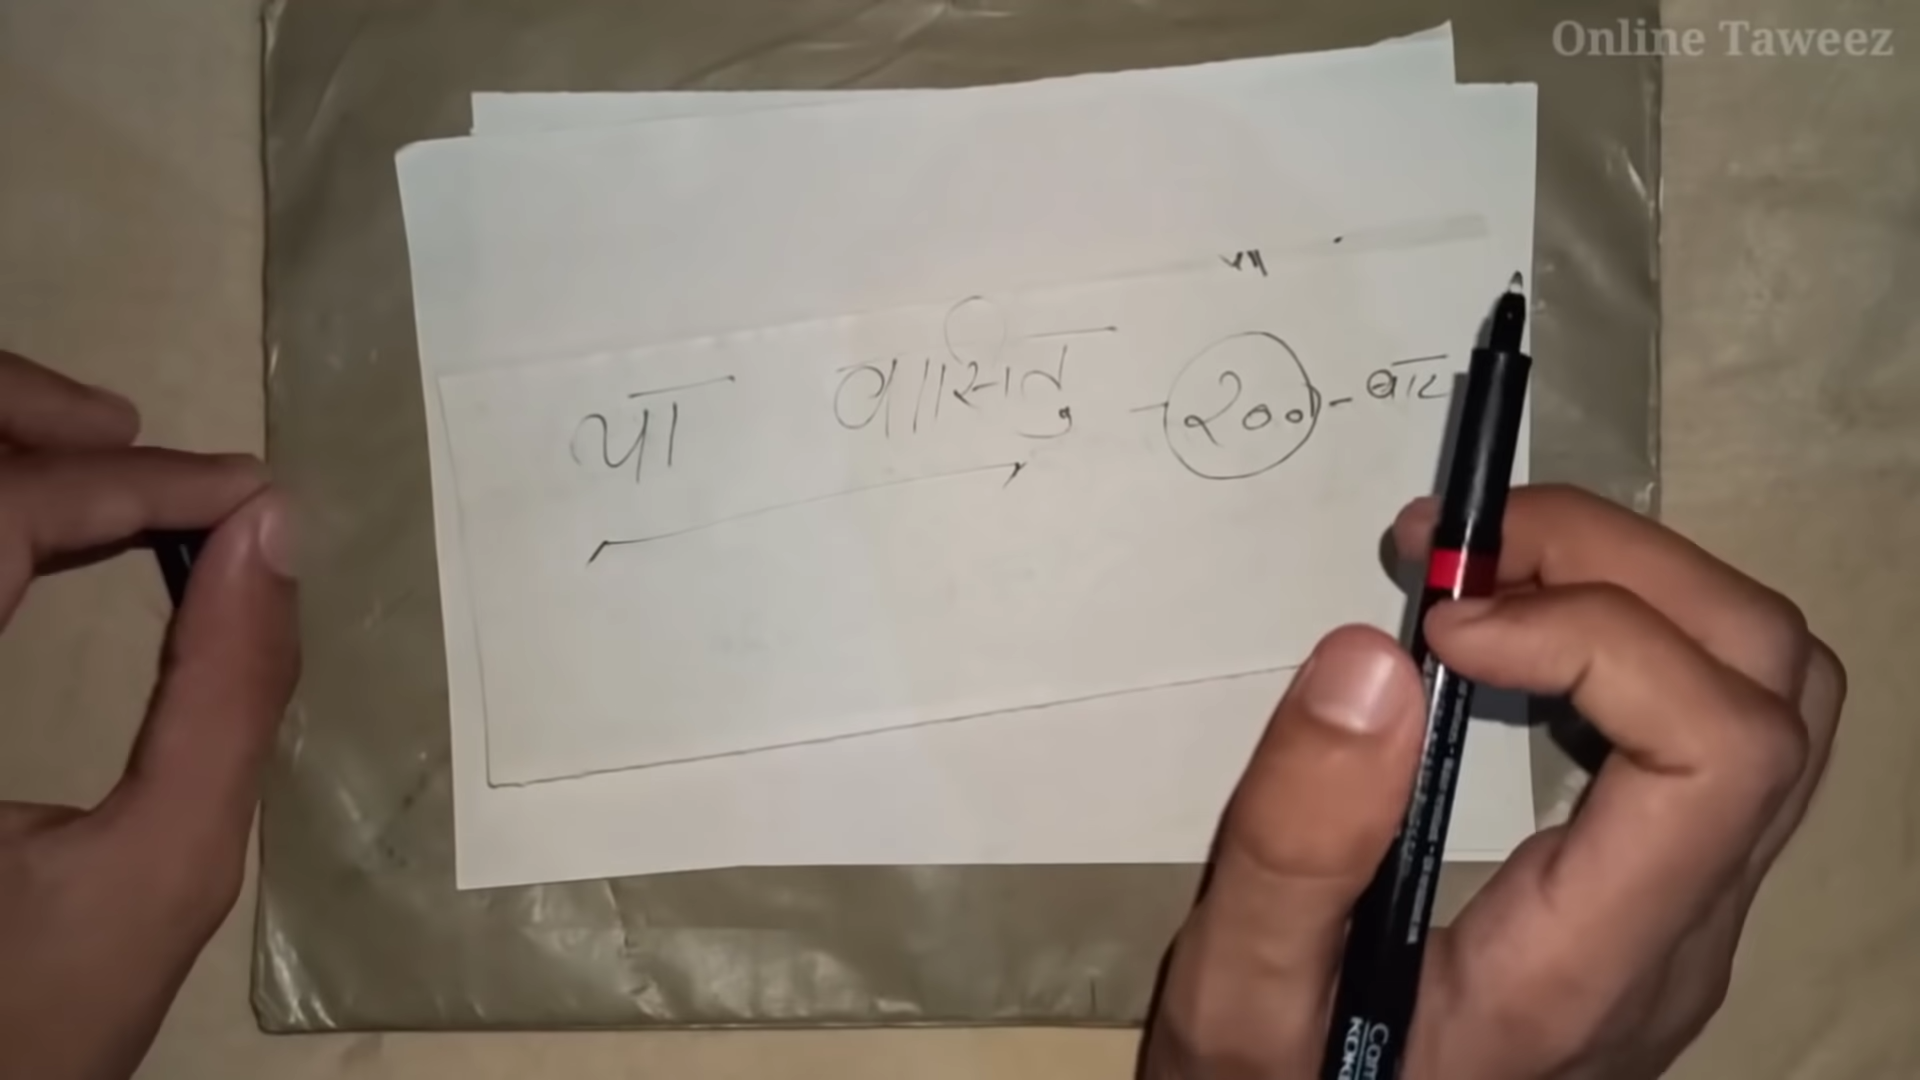 Online Taweez
या वासितु - २०० - बार